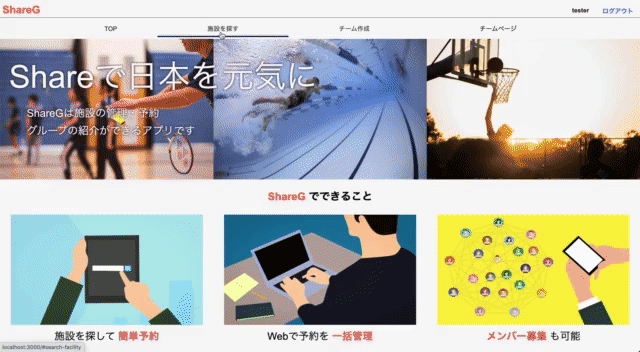 ShareG
tester ログアウト
TOP 施設を探す チーム作成 チームページ
Shareで日本を元気に
ShareGは施設の管理・予約
グループの紹介ができるアプリです
ShareG でできること
施設を探して 簡単予約
Webで予約を 一括管理
メンバー募集 も可能
localhost:3000/#search-facility